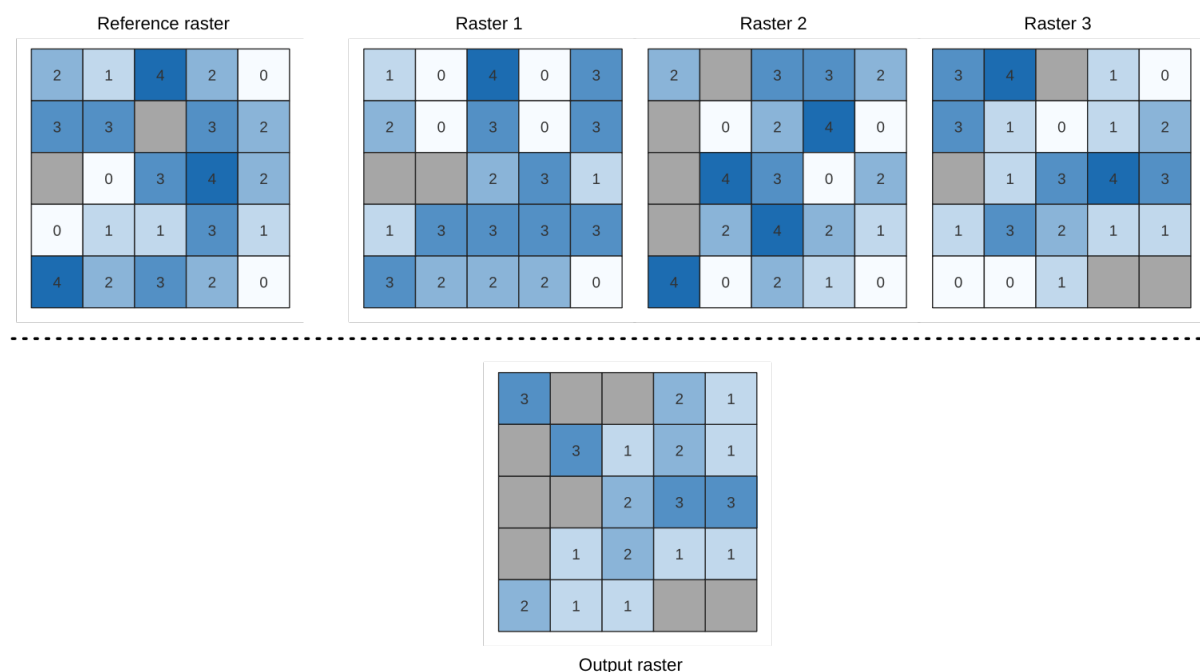 Reference raster Raster 1 Raster 2 Raster 3
2 1 4 2 0 1 0 4 0 3 2 3 3 2 3 4 1 0
3 3 3 2 2 0 3 0 3 0 2 4 0 3 1 0 1 2
0 3 4 2 2 3 1 4 3 0 2 1 3 4 3
0 1 1 3 1 1 3 3 3 3 2 4 2 1 1 3 2 1 1
4 2 3 2 0 3 2 2 2 0 4 0 2 1 0 0 0 1
3 2 1
3 1 2 1
2 3 3
1 2 1 1
2 1 1
Output raster